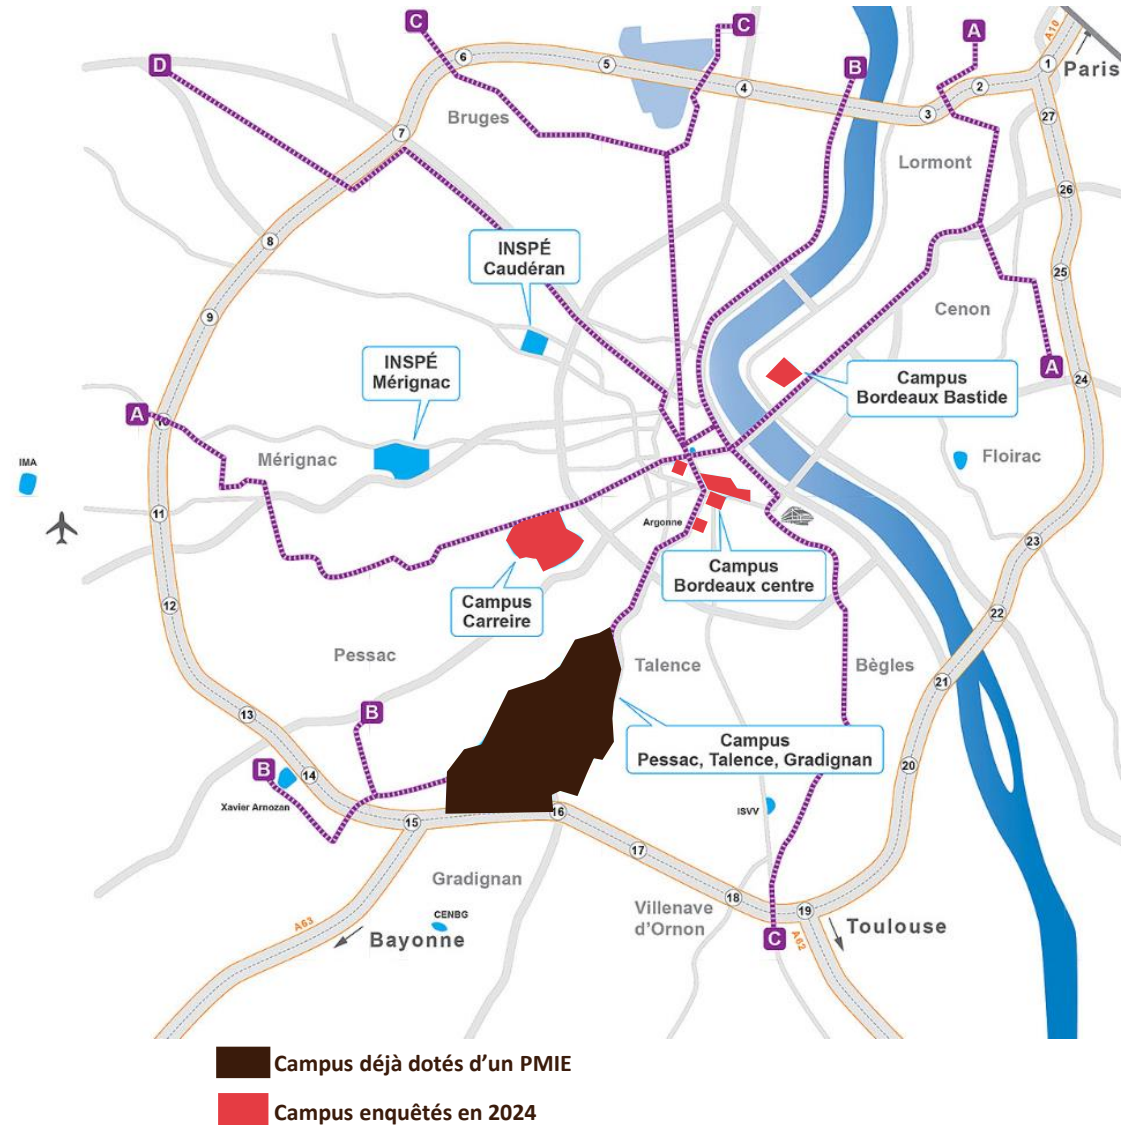 C
C
A
A10
D
6
5
B
1
Paris
4
2
3
27
Bruges
7
Lormont
26
8
INSPÉ
Caudéran
25
9
Cenon
INSPÉ
Mérignac
Campus
Bordeaux Bastide
A
24
A
10
Mérignac
Floirac
IMA
11
Argonne
23
Campus
Bordeaux centre
Campus
Carreire
12
22
Pessac
Talence
Bègles
21
B
13
Campus
Pessac, Talence, Gradignan
B
14
20
Xavier Arnozan
ISVV
15
16
17
Gradignan
18
Villenave
d'Ornon
19
CENBG
A63
Bayonne
C
A62
Toulouse
Campus déjà dotés d'un PMIE
Campus enquêtés en 2024